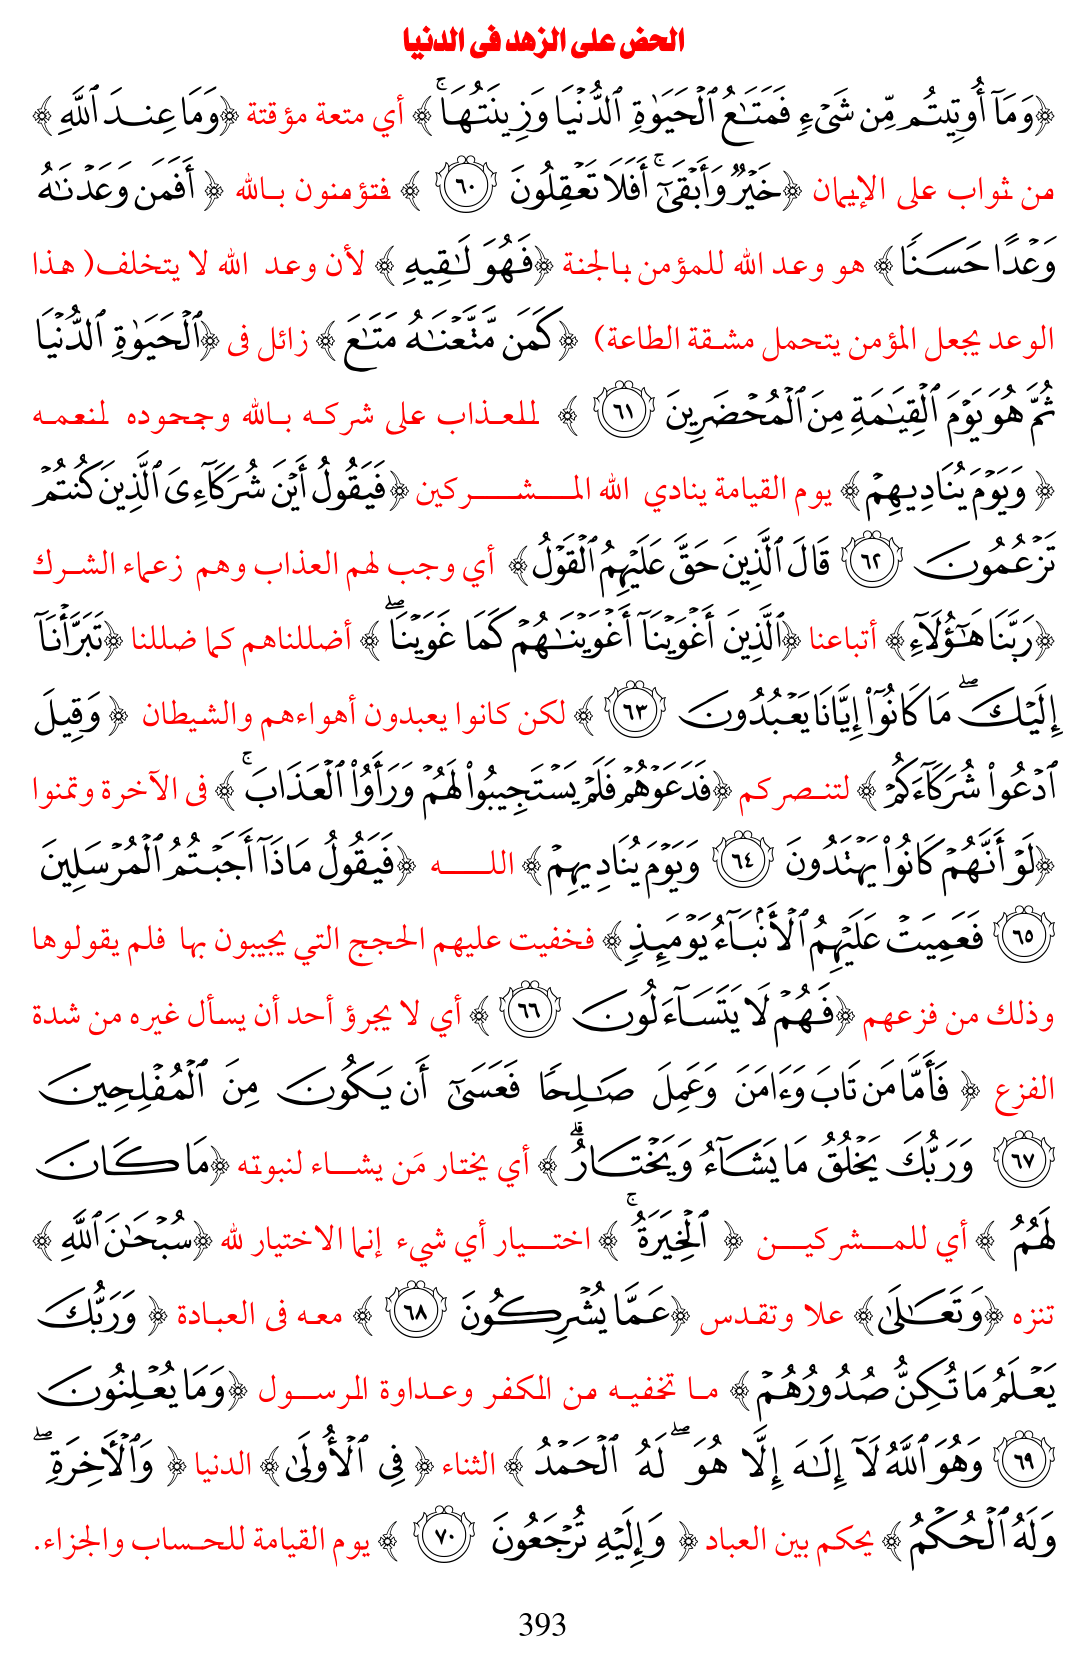 الحض على الزهد فى الدنيا
﴿وَمَآ أُوتِيتُم مِّن شَىْءٍ فَمَتَٰعُ ٱلْحَيَوٰةِ ٱلدُّنْيَا وَزِينَتُهَا ۚ﴾ أي متعة مؤقتة ﴿وَمَا عِندَ ٱللَّهِ ﴾
من ثواب على الإيمان ﴿خَيْرٌ وَأَبْقَىٰٓ ۚ أَفَلَا تَعْقِلُونَ ٦٠ ﴾ فتؤمنون بالله ﴿ أَفَمَن وَعَدْنَٰهُ
وَعْدًا حَسَنًا﴾ هو وعد الله للمؤمن بالجنة ﴿فَهُوَ لَٰقِيهِ ﴾ لأن وعد الله لا يتخلف( هذا
الوعد يجعل المؤمن يتحمل مشقة الطاعة) ﴿كَمَن مَّتَّعْنَٰهُ مَتَٰعَ ﴾ زائل فى ﴿ٱلْحَيَوٰةِ ٱلدُّنْيَا
ثُمَّ هُوَ يَوْمَ ٱلْقِيَٰمَةِ مِنَ ٱلْمُحْضَرِينَ ٦١ ﴾ للعذاب على شركه بالله وجحوده لنعمه
﴿ وَيَوْمَ يُنَادِيهِمْ﴾ يوم القيامة ينادي الله المشركين ﴿فَيَقُولُ أَيْنَ شُرَكَآءِىَ ٱلَّذِينَ كُنتُمْ
تَزْعُمُونَ ٦٢ قَالَ ٱلَّذِينَ حَقَّ عَلَيْهِمُ ٱلْقَوْلُ﴾ أي وجب لهم العذاب وهم زعماء الشرك
﴿رَبَّنَا هَٰٓؤُلَآءِ﴾ أتباعنا ﴿ٱلَّذِينَ أَغْوَيْنَآ أَغْوَيْنَٰهُمْ كَمَا غَوَيْنَا ۖ﴾ أضللناهم كما ضللنا ﴿تَبَرَّأْنَآ
إِلَيْكَ ۖ مَا كَانُوٓا۟ إِيَّانَا يَعْبُدُونَ ٦٣ ﴾ لكن كانوا يعبدون أهواءهم والشيطان ﴿ وَقِيلَ
ٱدْعُوا۟ شُرَكَآءَكُمْ﴾ لتنصركم ﴿فَدَعَوْهُمْ فَلَمْ يَسْتَجِيبُوا۟ لَهُمْ وَرَأَوُا۟ ٱلْعَذَابَ ۚ﴾ فى الآخرة وتمنوا
﴿لَوْ أَنَّهُمْ كَانُوا۟ يَهْتَدُونَ ٦٤ وَيَوْمَ يُنَادِيهِمْ﴾ الله ﴿فَيَقُولُ مَاذَآ أَجَبْتُمُ ٱلْمُرْسَلِينَ
٦٥ فَعَمِيَتْ عَلَيْهِمُ ٱلْأَنۢبَآءُ يَوْمَئِذٍ﴾ فخفيت عليهم الحجج التي يجيبون بها فلم يقولوها
وذلك من فزعهم ﴿فَهُمْ لَا يَتَسَآءَلُونَ ٦٦ ﴾ أي لا يجرؤ أحد أن يسأل غيره من شدة
الفزع ﴿ فَأَمَّا مَن تَابَ وَءَامَنَ وَعَمِلَ صَٰلِحًا فَعَسَىٰٓ أَن يَكُونَ مِنَ ٱلْمُفْلِحِينَ
٦٧ وَرَبُّكَ يَخْلُقُ مَا يَشَآءُ وَيَخْتَارُ ۗ﴾ أي يختار مَن يشاء لنبوته ﴿مَا كَانَ
لَهُمُ ﴾ أي للمشركين ﴿ ٱلْخِيَرَةُ ۚ﴾ اختيار أي شيء إنما الاختيار لله ﴿سُبْحَٰنَ ٱللَّهِ ﴾
تنزه ﴿وَتَعَٰلَىٰ﴾ علا وتقدس ﴿عَمَّا يُشْرِكُونَ ٦٨ ﴾ معه فى العبادة ﴿ وَرَبُّكَ
يَعْلَمُ مَا تُكِنُّ صُدُورُهُمْ﴾ ما تخفيه من المكفر وعداوة الرسول ﴿وَمَا يُعْلِنُونَ
٦٩ وَهُوَ ٱللَّهُ لَآ إِلَٰهَ إِلَّا هُوَ ۖ لَهُ ٱلْحَمْدُ ﴾ الثناء ﴿ فِى ٱلْأُولَىٰ﴾ الدنيا ﴿ وَٱلْءَاخِرَةِ ۖ
وَلَهُ ٱلْحُكْمُ﴾ يحكم بين العباد ﴿ وَإِلَيْهِ تُرْجَعُونَ ٧٠ ﴾ يوم القيامة للحساب والجزاء.
393